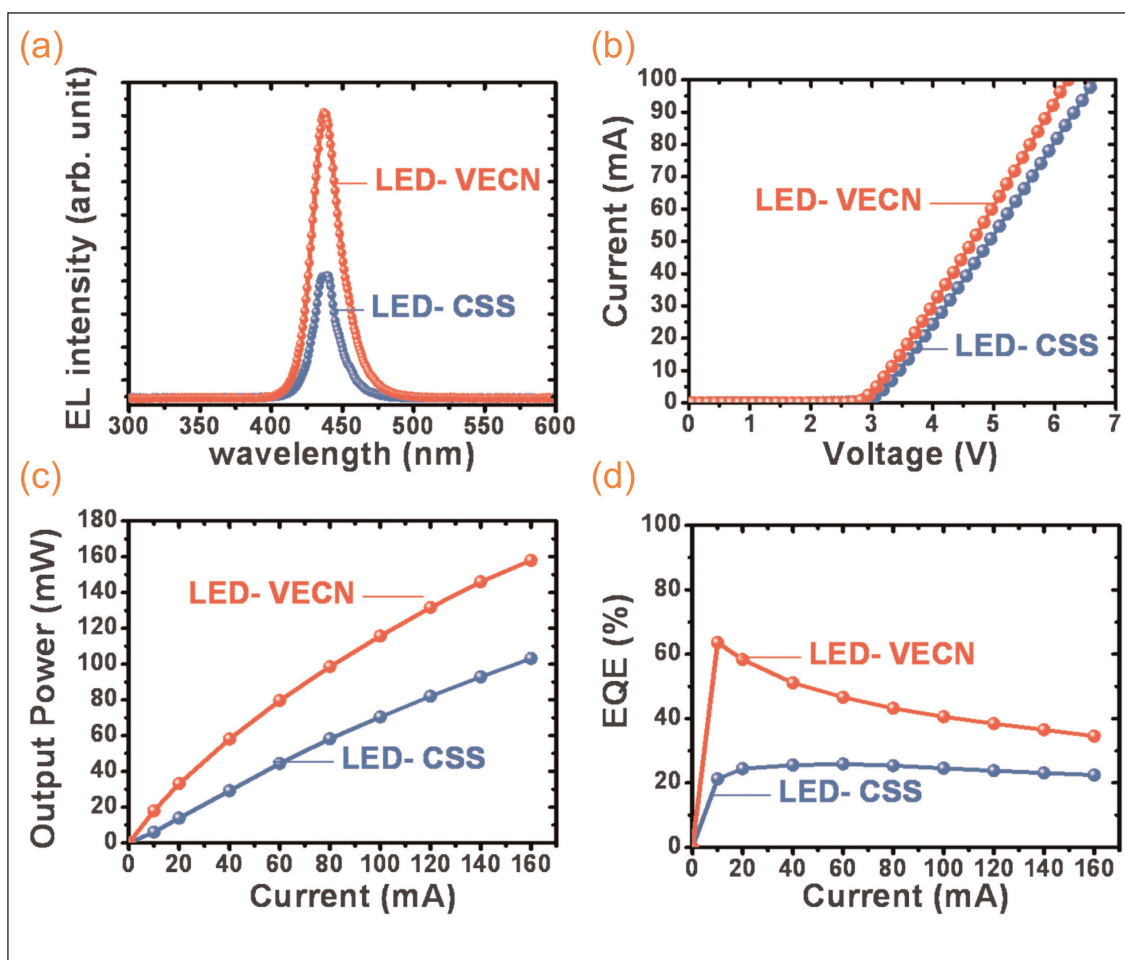 (a)
EL intensity (arb. unit)
LED- VECN
LED- CSS
300 350 400 450 500 550 600
wavelength (nm)
(b)
Current (mA)
100
90
80
70
60
50
40
30
20
10
0
LED- VECN
LED- CSS
0 1 2 3 4 5 6 7
Voltage (V)
(c)
Output Power (mW)
180
160
140
120
100
80
60
40
20
0
LED- VECN
LED- CSS
0 20 40 60 80 100 120 140 160
Current (mA)
(d)
EQE (%)
100
80
60
40
20
0
LED- VECN
LED- CSS
0 20 40 60 80 100 120 140 160
Current (mA)